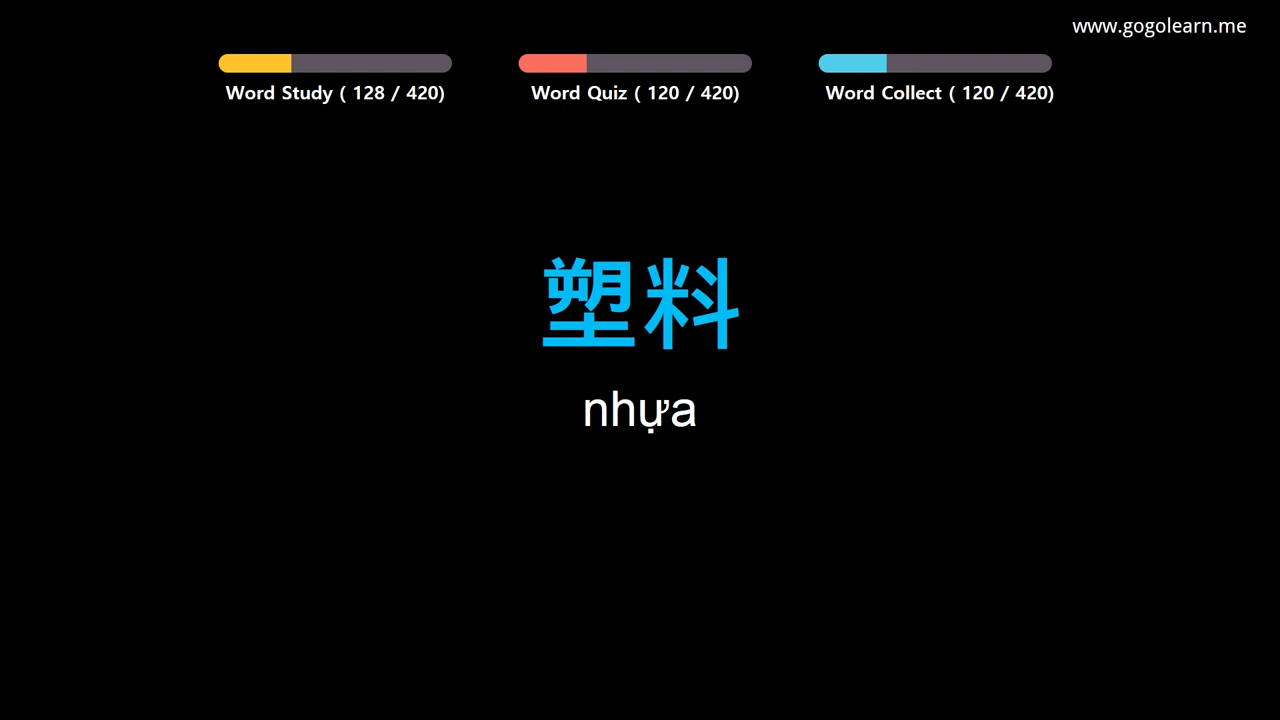 www.gogolearn.me
Word Study ( 128 / 420)
Word Quiz ( 120 / 420)
Word Collect ( 120 / 420)
塑料
nhựa